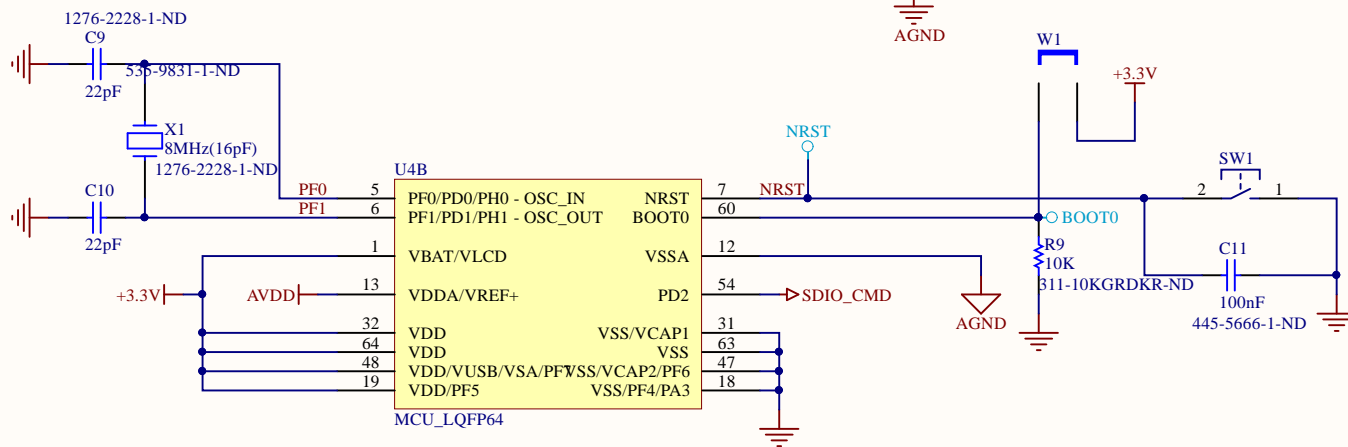 1276-2228-1-ND
C9
535-9831-1-ND
22pF
X1
8MHz(16pF)
1276-2228-1-ND
C10
22pF
PF0
PF1
5
6
1
13
32
64
48
19
+3.3V
AVDD
U4B
PF0/PD0/PH0 - OSC_IN
PF1/PD1/PH1 - OSC_OUT
VBAT/VLCD
VDDA/VREF+
VDD
VDD
VDD/VUSB/VSA/PF7
VDD/PF5
NRST
BOOT0
VSSA
PD2
VSS/VCAP1
VSS
VSS/VCAP2/PF6
VSS/PF4/PA3
MCU_LQFP64
7
60
12
54
31
63
47
18
NRST
NRST
SDIO_CMD
AGND
AGND
W1
+3.3V
BOOT0
R9
10K
311-10KGRDKR-ND
SW1
2
1
C11
100nF
445-5666-1-ND